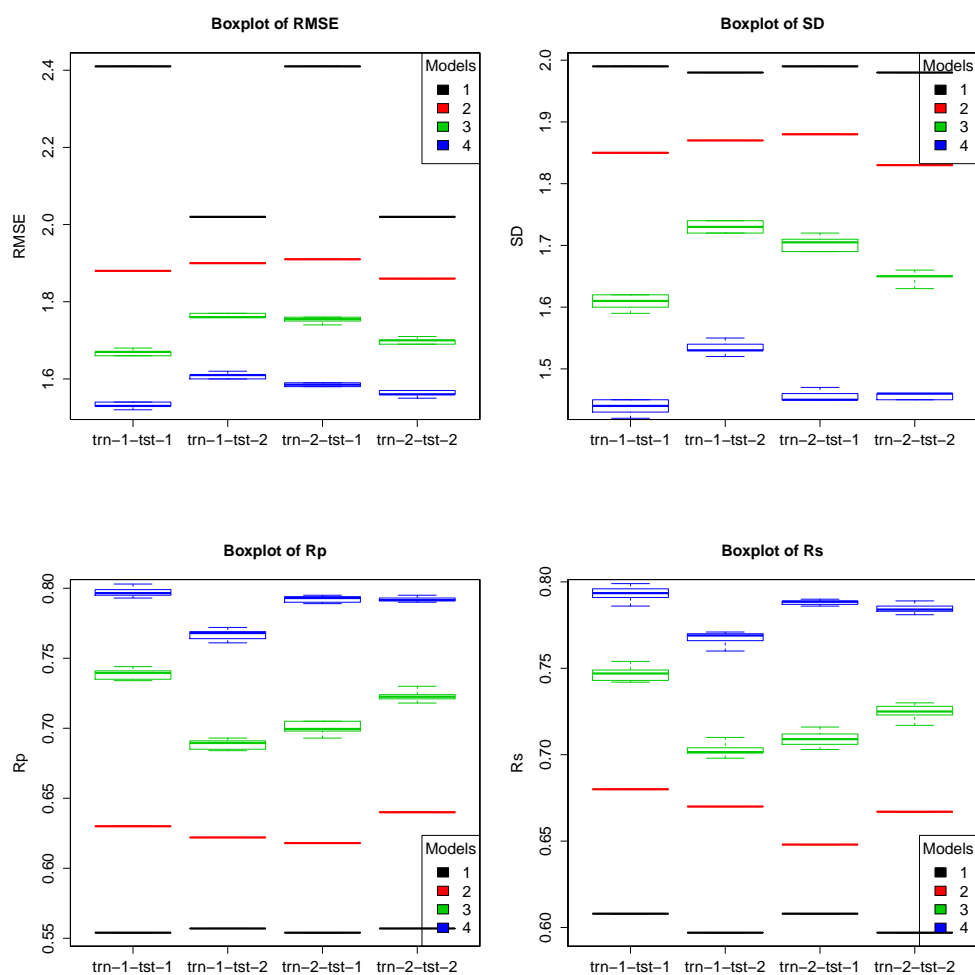 Boxplot of RMSE
RMSE
2.4
2.2
2.0
1.8
1.6
trn-1-tst-1 trn-1-tst-2 trn-2-tst-1 trn-2-tst-2
Models
1
2
3
4
Boxplot of SD
SD
2.0
1.9
1.8
1.7
1.6
1.5
trn-1-tst-1 trn-1-tst-2 trn-2-tst-1 trn-2-tst-2
Models
1
2
3
4
Boxplot of Rp
Rp
0.80
0.75
0.70
0.65
0.60
0.55
trn-1-tst-1 trn-1-tst-2 trn-2-tst-1 trn-2-tst-2
Models
1
2
3
4
Boxplot of Rs
Rs
0.80
0.75
0.70
0.65
0.60
trn-1-tst-1 trn-1-tst-2 trn-2-tst-1 trn-2-tst-2
Models
1
2
3
4